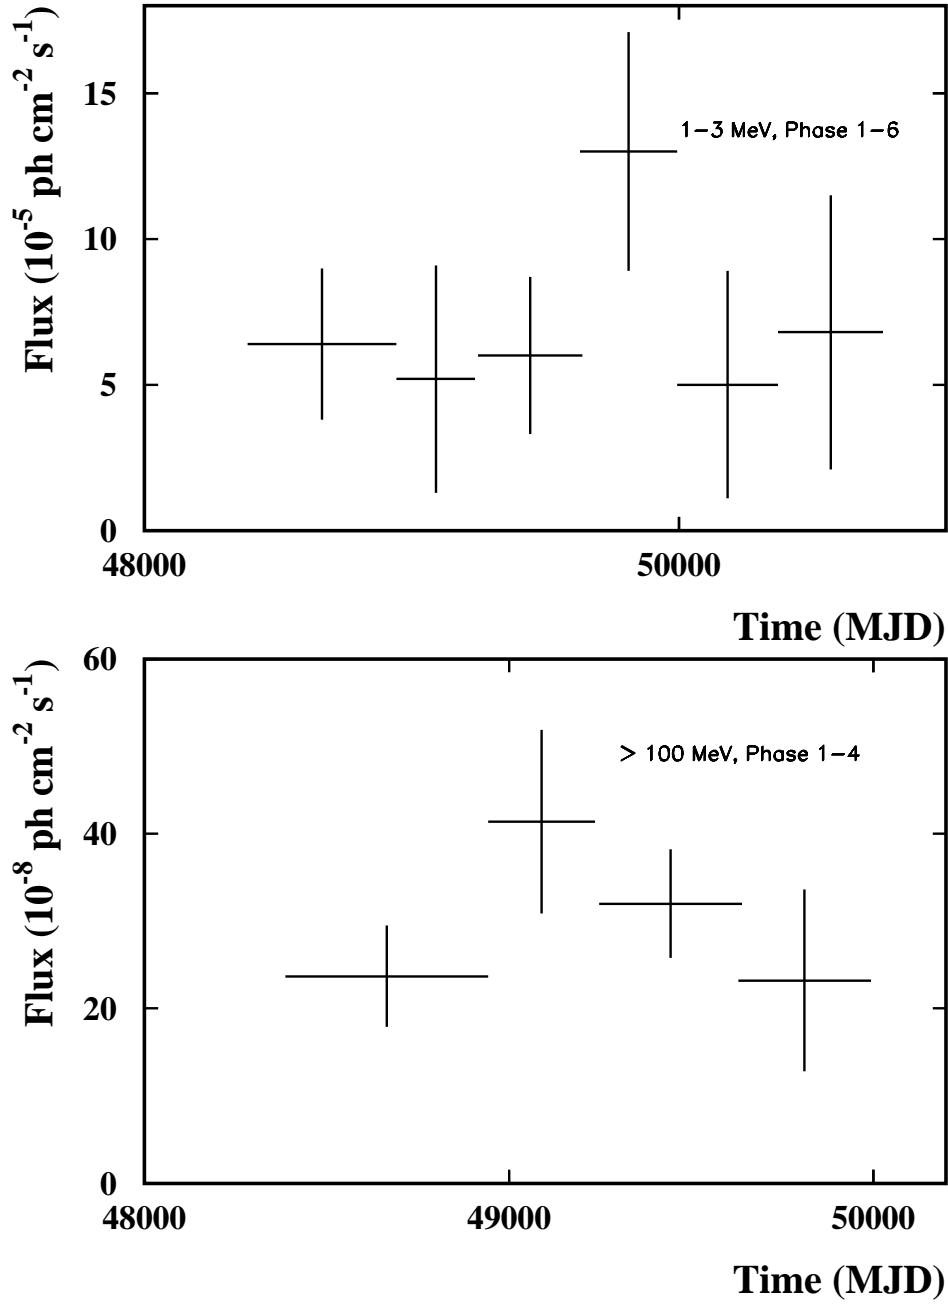 Flux (10⁻⁵ ph cm⁻² s⁻¹)
15
10
5
0
1-3 MeV, Phase 1-6
48000 50000
Time (MJD)
Flux (10⁻⁸ ph cm⁻² s⁻¹)
60
40
20
0
> 100 MeV, Phase 1-4
48000 49000 50000
Time (MJD)